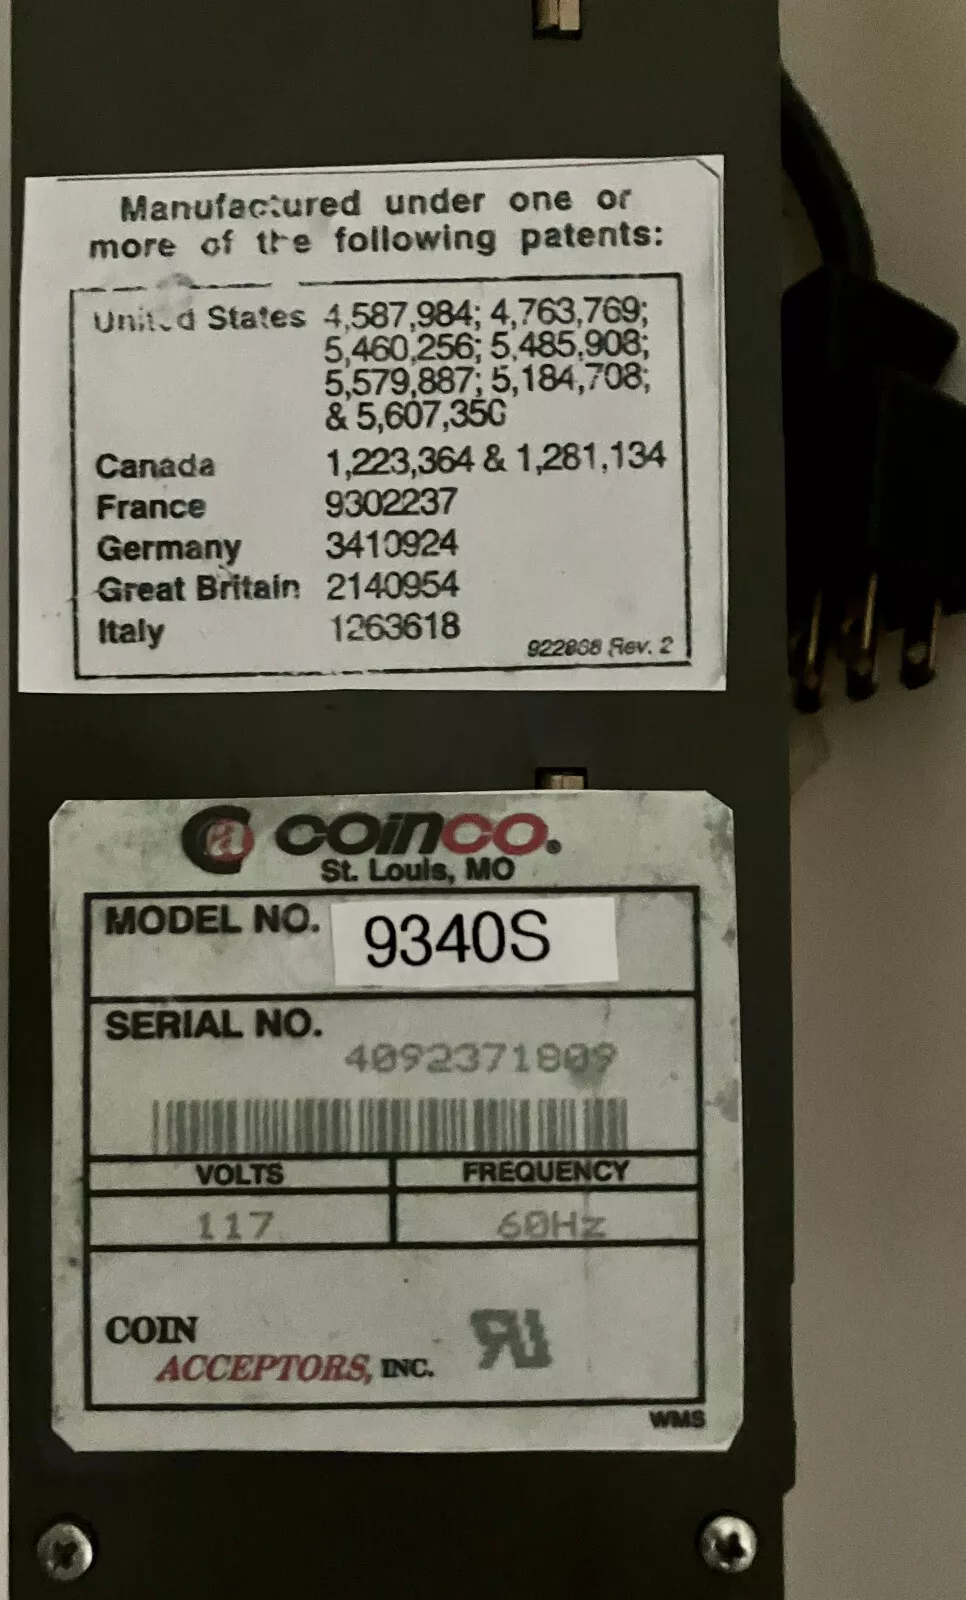 Manufactured under one or
more of the following patents:
United States 4,587,984; 4,763,769;
5,460,256; 5,485,908;
5,579,887; 5,184,708;
& 5,607,350
Canada 1,223,364 & 1,281,134
France 9302237
Germany 3410924
Great Britain 2140954
Italy 1263618
922868 Rev. 2
COINCO.
St. Louis, MO
MODEL NO. 9340S
SERIAL NO.
4092371809
VOLTS FREQUENCY
117 60Hz
COIN
ACCEPTORS, INC.
WMS